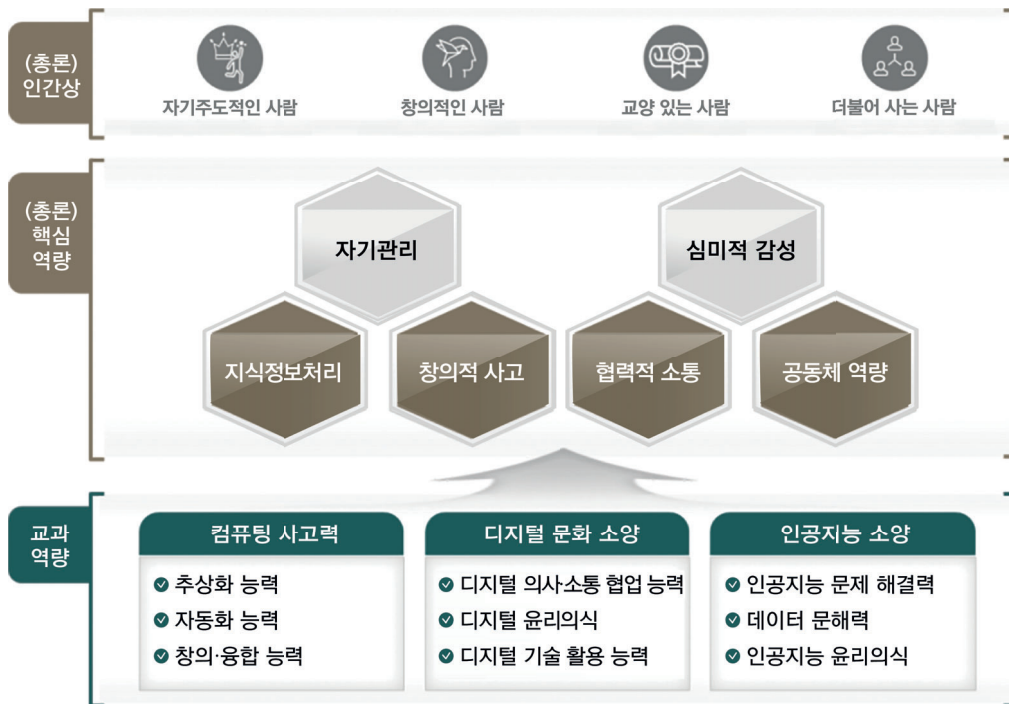 (총론)
인간상
자기주도적인 사람
창의적인 사람
교양 있는 사람
더불어 사는 사람
(총론)
핵심
역량
자기관리
심미적 감성
지식정보처리
창의적 사고
협력적 소통
공동체 역량
교과
역량
컴퓨팅 사고력
추상화 능력
자동화 능력
창의·융합 능력
디지털 문화 소양
디지털 의사소통 협업 능력
디지털 윤리의식
디지털 기술 활용 능력
인공지능 소양
인공지능 문제 해결력
데이터 문해력
인공지능 윤리의식